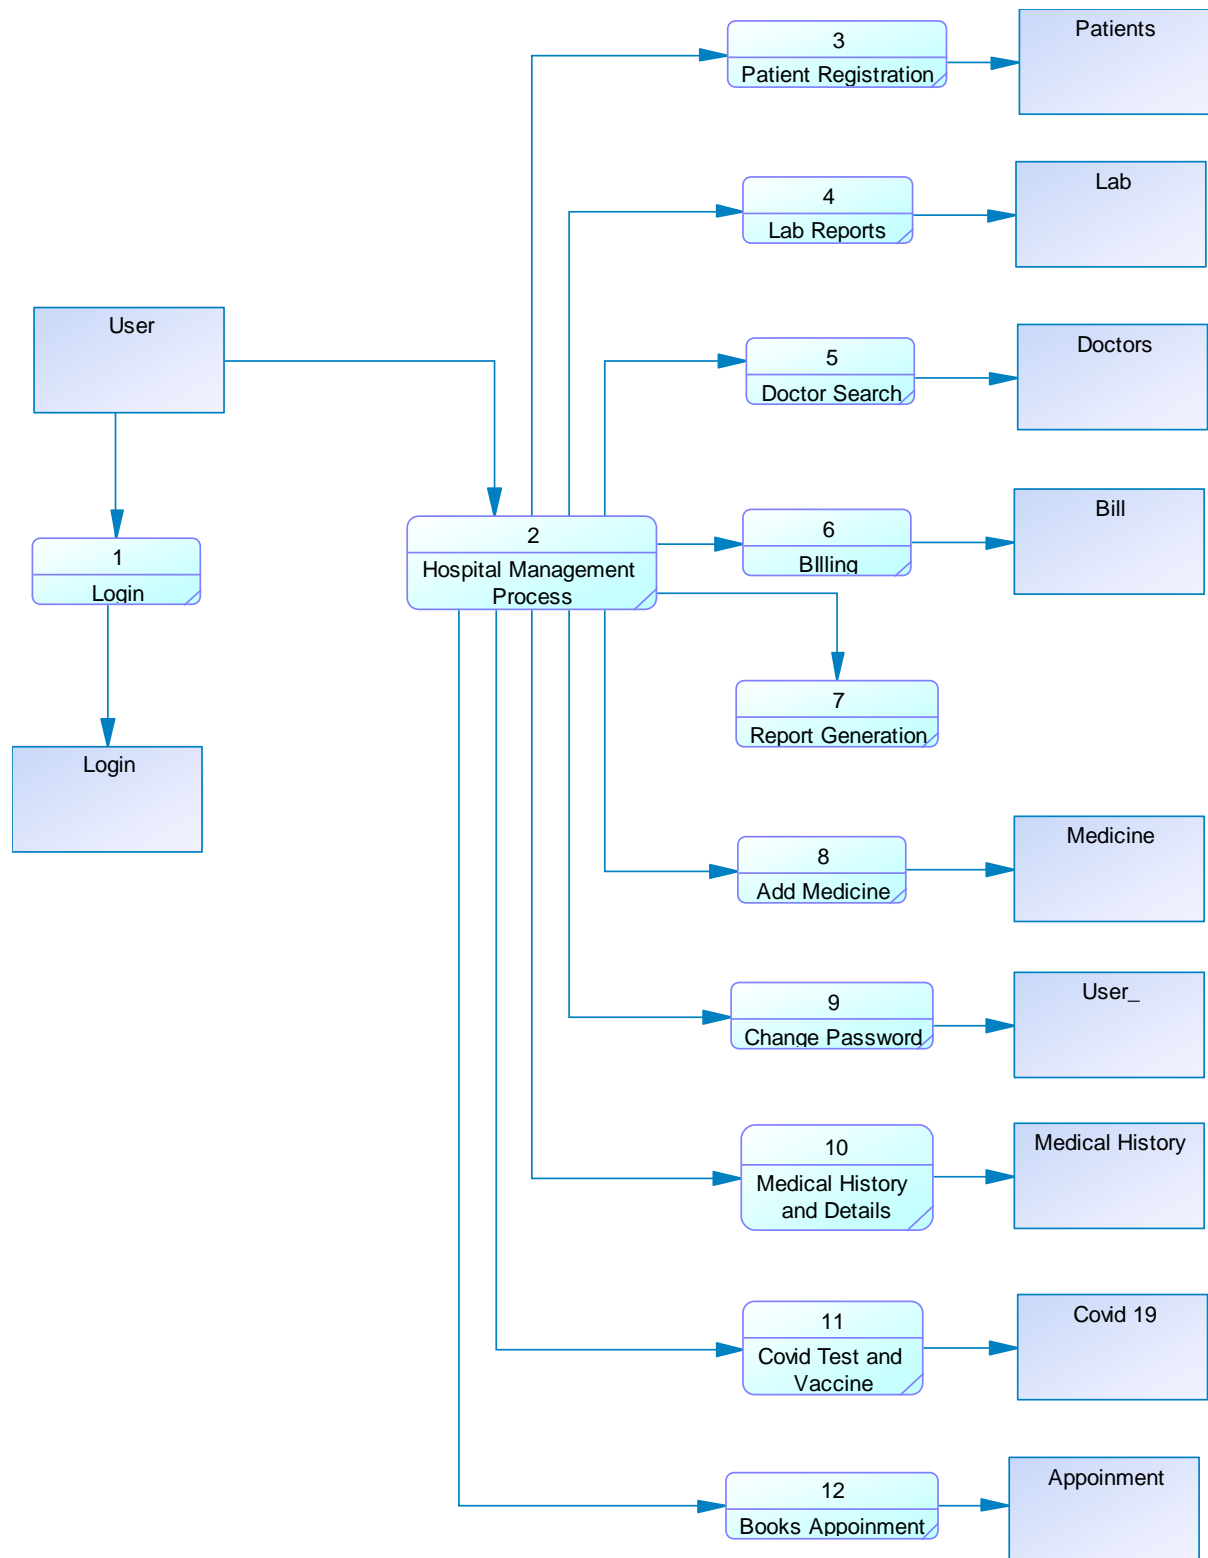 3
Patient Registration
Patients
4
Lab Reports
Lab
User
5
Doctor Search
Doctors
1
Login
2
Hospital Management
Process
6
BIlling
Bill
7
Report Generation
Login
8
Add Medicine
Medicine
9
Change Password
User_
10
Medical History
and Details
Medical History
11
Covid Test and
Vaccine
Covid 19
12
Books Appoinment
Appoinment